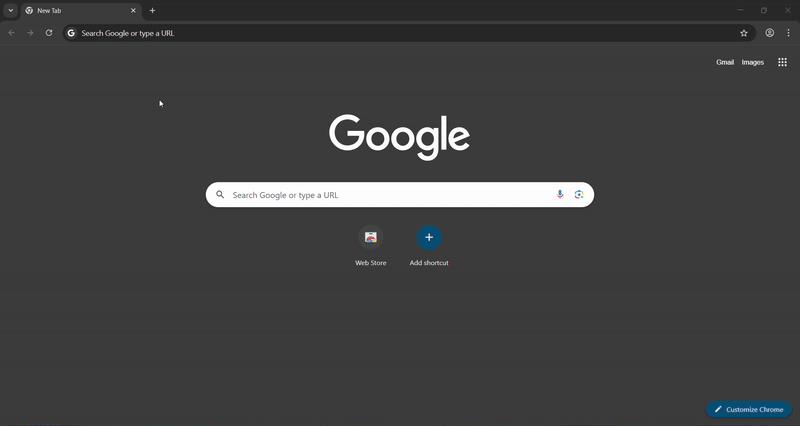 New Tab
Search Google or type a URL
Gmail Images
Google
Search Google or type a URL
Web Store Add shortcut
Customize Chrome